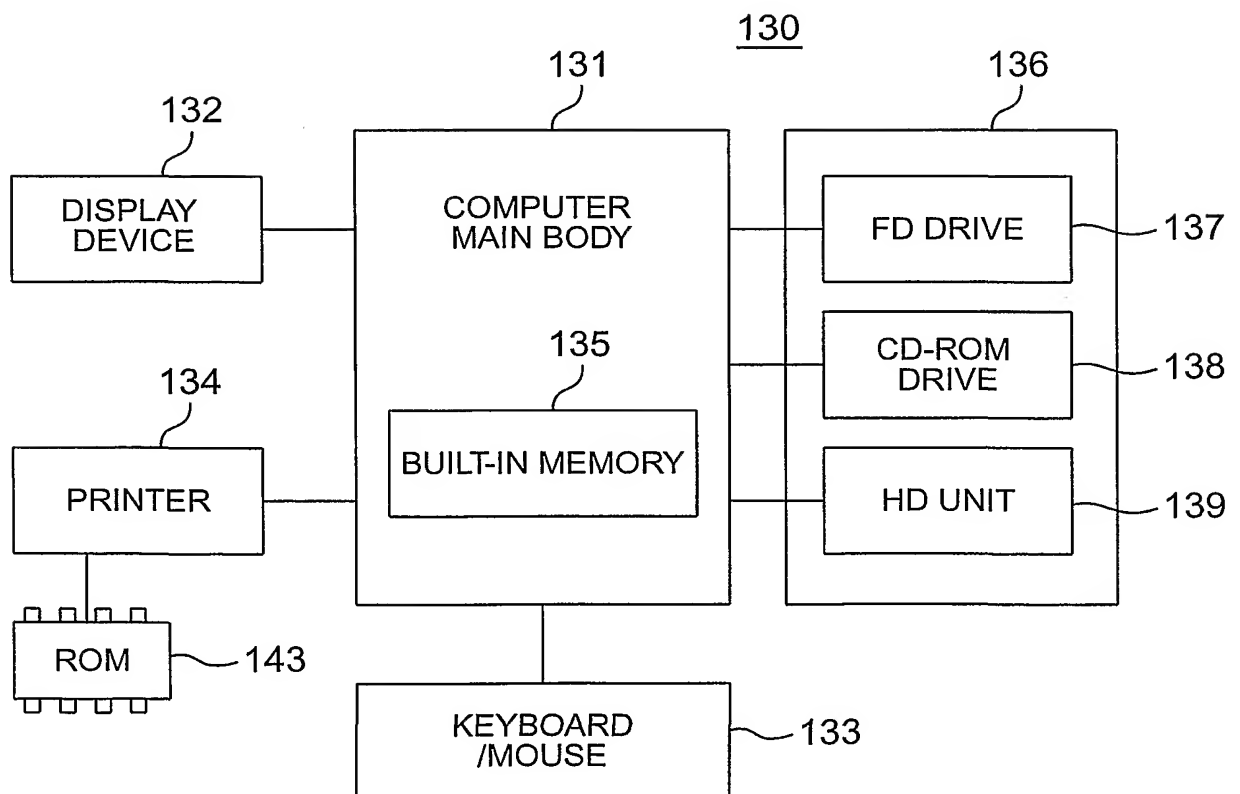 130
131
136
132
DISPLAY
DEVICE
COMPUTER
MAIN BODY
FD DRIVE
137
135
CD-ROM
DRIVE
138
134
BUILT-IN MEMORY
PRINTER
HD UNIT
139
ROM
143
KEYBOARD
/MOUSE
133